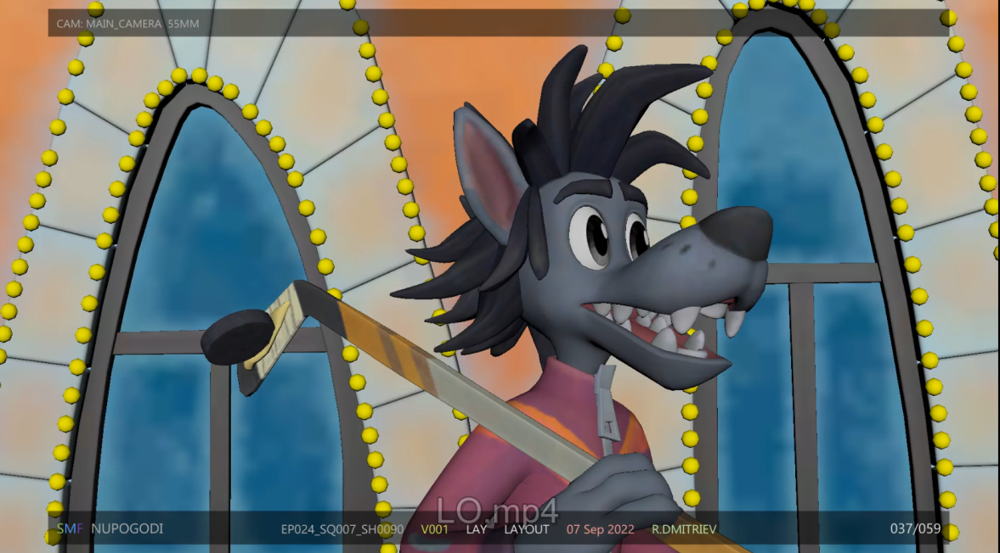 CAM: MAIN_CAMERA 55MM
LO.mp4
SMF NUPOGODI EP024_SQ007_SH0090 V001 LAY LAYOUT 07 Sep 2022 R.DMITRIEV 037/059